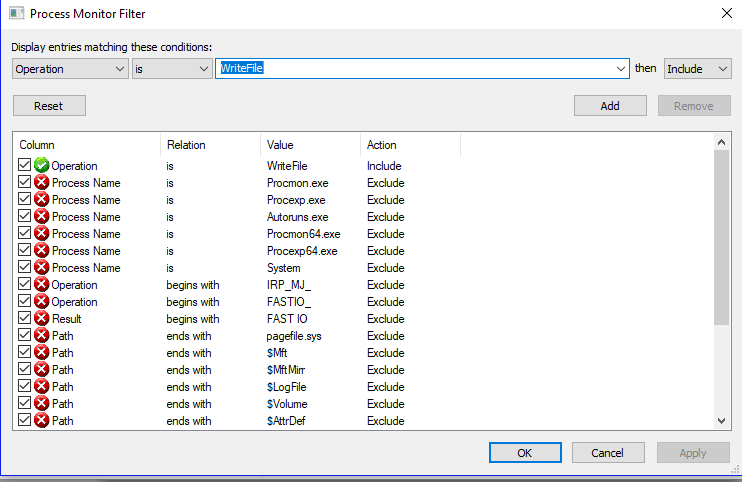 Process Monitor Filter
Display entries matching these conditions:
Operation is WriteFile then Include
Reset Add Remove
Column Relation Value Action
Operation is WriteFile Include
Process Name is Procmon.exe Exclude
Process Name is Procexp.exe Exclude
Process Name is Autoruns.exe Exclude
Process Name is Procmon64.exe Exclude
Process Name is Procexp64.exe Exclude
Process Name is System Exclude
Operation begins with IRP_MJ_ Exclude
Operation begins with FASTIO_ Exclude
Result begins with FAST IO Exclude
Path ends with pagefile.sys Exclude
Path ends with $Mft Exclude
Path ends with $MftMirr Exclude
Path ends with $LogFile Exclude
Path ends with $Volume Exclude
Path ends with $AttrDef Exclude
OK Cancel Apply